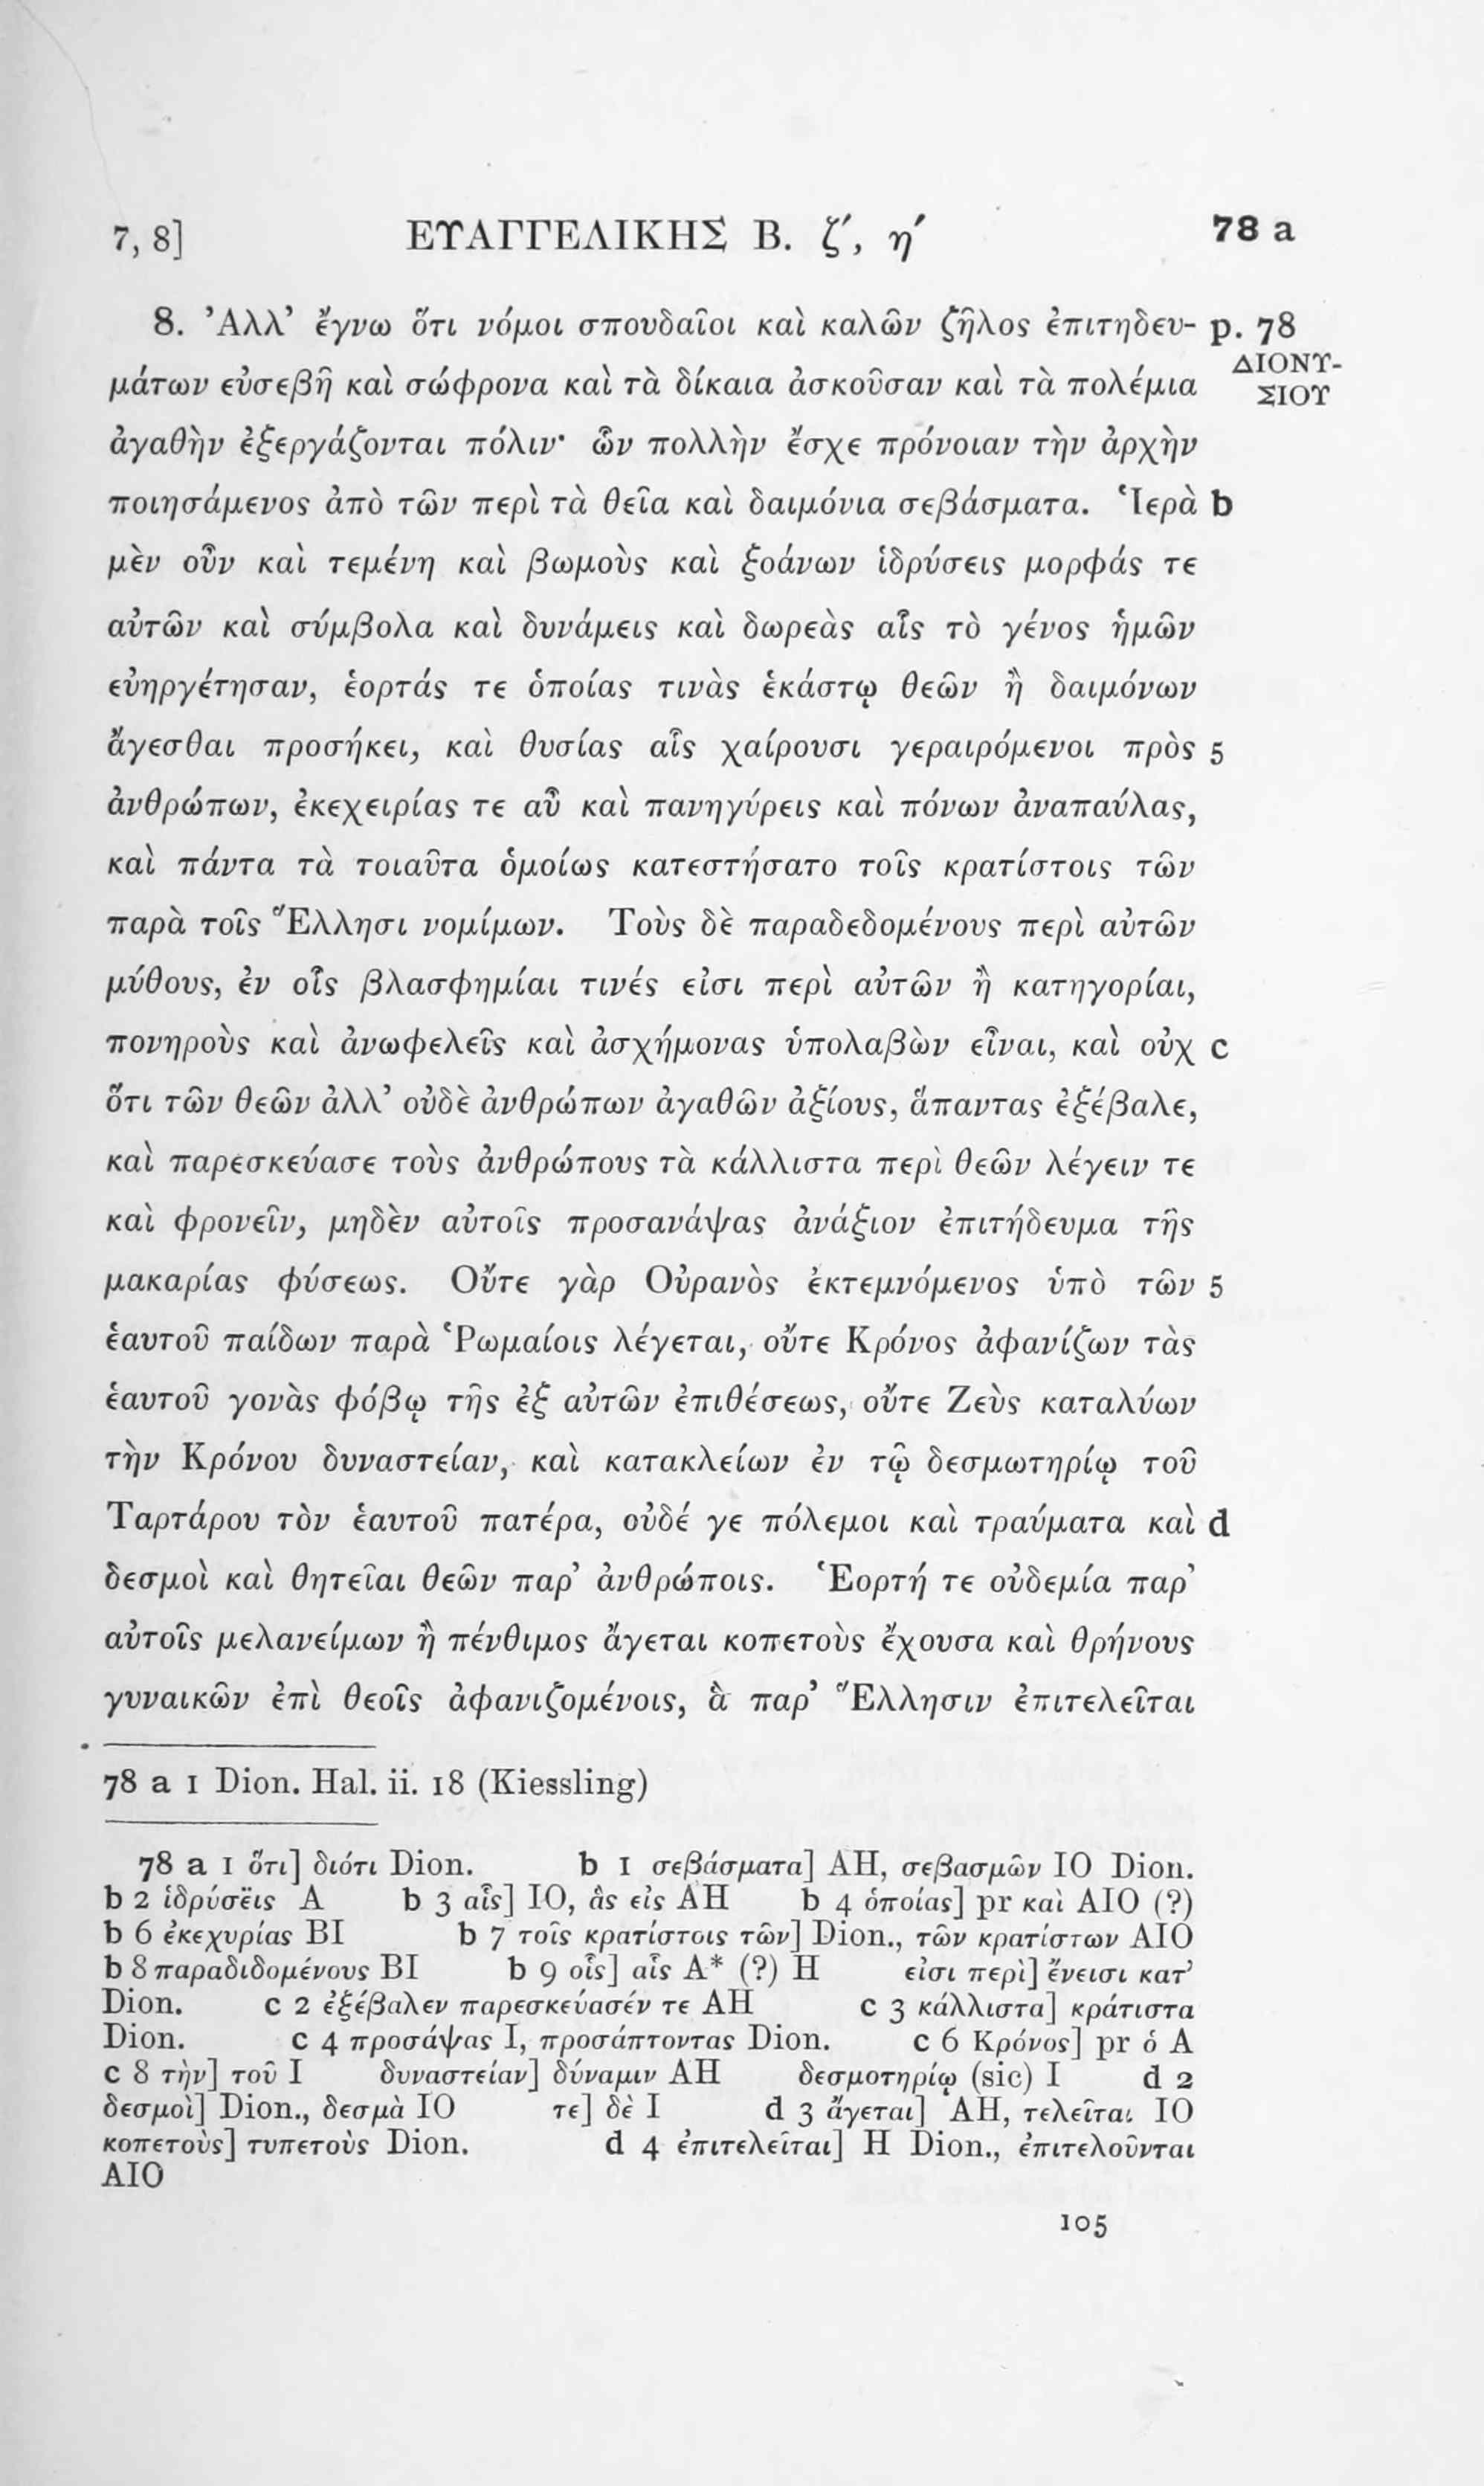 7, 8] ΕΥΑΓΓΕΛΙΚΗΣ Β. ζ′, η′ 78 a
8. Ἀλλ’ ἔγνω ὅτι νόμοι σπουδαῖοι καὶ καλῶν ζῆλος ἐπιτηδευ- p. 78
ΔΙΟΝΥ-
μάτων εὐσεβῆ καὶ σώφρονα καὶ τὰ δίκαια ἀσκοῦσαν καὶ τὰ πολέμια ΣΙΟΥ
ἀγαθὴν ἐξεργάζονται πόλιν· ὧν πολλὴν ἔσχε πρόνοιαν τὴν ἀρχὴν
ποιησάμενος ἀπὸ τῶν περὶ τὰ θεῖα καὶ δαιμόνια σεβάσματα. Ἱερὰ b
μὲν οὖν καὶ τεμένη καὶ βωμοὺς καὶ ξοάνων ἱδρύσεις μορφάς τε
αὐτῶν καὶ σύμβολα καὶ δυνάμεις καὶ δωρεὰς αἷς τὸ γένος ἡμῶν
εὐηργέτησαν, ἑορτάς τε ὁποίας τινὰς ἑκάστῳ θεῶν ἢ δαιμόνων
ἄγεσθαι προσήκει, καὶ θυσίας αἷς χαίρουσι γεραιρόμενοι πρὸς 5
ἀνθρώπων, ἐκεχειρίας τε αὖ καὶ πανηγύρεις καὶ πόνων ἀναπαύλας,
καὶ πάντα τὰ τοιαῦτα ὁμοίως κατεστήσατο τοῖς κρατίστοις τῶν
παρὰ τοῖς Ἕλλησι νομίμων. Τοὺς δὲ παραδεδομένους περὶ αὐτῶν
μύθους, ἐν οἷς βλασφημίαι τινές εἰσι περὶ αὐτῶν ἢ κατηγορίαι,
πονηροὺς καὶ ἀνωφελεῖς καὶ ἀσχήμονας ὑπολαβὼν εἶναι, καὶ οὐχ c
ὅτι τῶν θεῶν ἀλλ’ οὐδὲ ἀνθρώπων ἀγαθῶν ἀξίους, ἅπαντας ἐξέβαλε,
καὶ παρεσκεύασε τοὺς ἀνθρώπους τὰ κάλλιστα περὶ θεῶν λέγειν τε
καὶ φρονεῖν, μηδὲν αὐτοῖς προσανάψας ἀνάξιον ἐπιτήδευμα τῆς
μακαρίας φύσεως. Οὔτε γὰρ Οὐρανὸς ἐκτεμνόμενος ὑπὸ τῶν 5
ἑαυτοῦ παίδων παρὰ Ῥωμαίοις λέγεται, οὔτε Κρόνος ἀφανίζων τὰς
ἑαυτοῦ γονὰς φόβῳ τῆς ἐξ αὐτῶν ἐπιθέσεως, οὔτε Ζεὺς καταλύων
τὴν Κρόνου δυναστείαν, καὶ κατακλείων ἐν τῷ δεσμωτηρίῳ τοῦ
Ταρτάρου τὸν ἑαυτοῦ πατέρα, οὐδέ γε πόλεμοι καὶ τραύματα καὶ d
δεσμοὶ καὶ θητεῖαι θεῶν παρ’ ἀνθρώποις. Ἑορτή τε οὐδεμία παρ’
αὐτοῖς μελανείμων ἢ πένθιμος ἄγεται κοπετοὺς ἔχουσα καὶ θρήνους
γυναικῶν ἐπὶ θεοῖς ἀφανιζομένοις, ἃ παρ’ Ἕλλησιν ἐπιτελεῖται
78 a 1 Dion. Hal. ii. 18 (Kiessling)
78 a 1 ὅτι] διότι Dion. b 1 σεβάσματα] AH, σεβασμῶν IO Dion.
b 2 ἱδρύσεϊς A b 3 αἷς] IO, ἃς εἰς AH b 4 ὁποίας] pr καὶ AIO (?)
b 6 ἐκεχυρίας BI b 7 τοῖς κρατίστοις τῶν] Dion., τῶν κρατίστων AIO
b 8 παραδιδομένους BI b 9 οἷς] αἷς A* (?) H εἰσι περὶ] ἔνεισι κατ’
Dion. c 2 ἐξέβαλεν παρεσκεύασέν τε AH c 3 κάλλιστα] κράτιστα
Dion. c 4 προσάψας I, προσάπτοντας Dion. c 6 Κρόνος] pr ὁ A
c 8 τὴν] τοῦ I δυναστείαν] δύναμιν AH δεσμοτηρίῳ (sic) I d 2
δεσμοὶ] Dion., δεσμὰ IO τε] δὲ I d 3 ἄγεται] AH, τελεῖται IO
κοπετοὺς] τυπετοὺς Dion. d 4 ἐπιτελεῖται] H Dion., ἐπιτελοῦνται
AIO
105